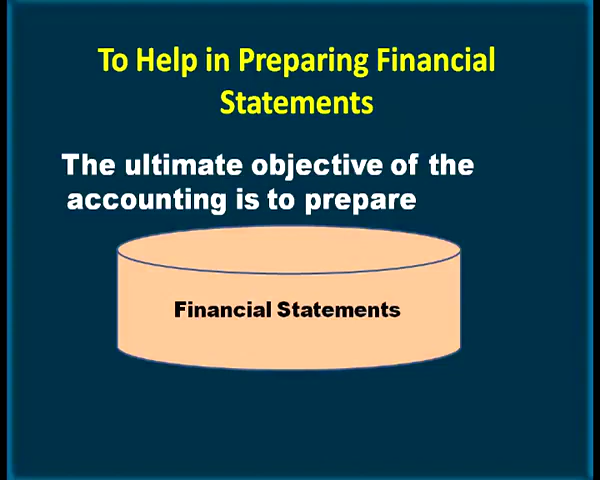 To Help in Preparing Financial
Statements
The ultimate objective of the
accounting is to prepare
Financial Statements